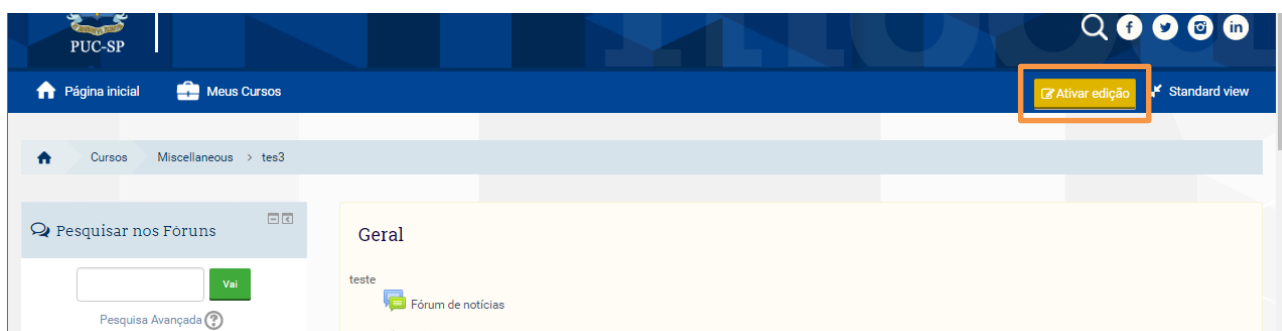 PUC-SP
Página inicial Meus Cursos Ativar edição Standard view
Cursos Miscellaneous > tes3
Pesquisar nos Fóruns
Vai
Pesquisa Avançada
Geral
teste
Fórum de notícias